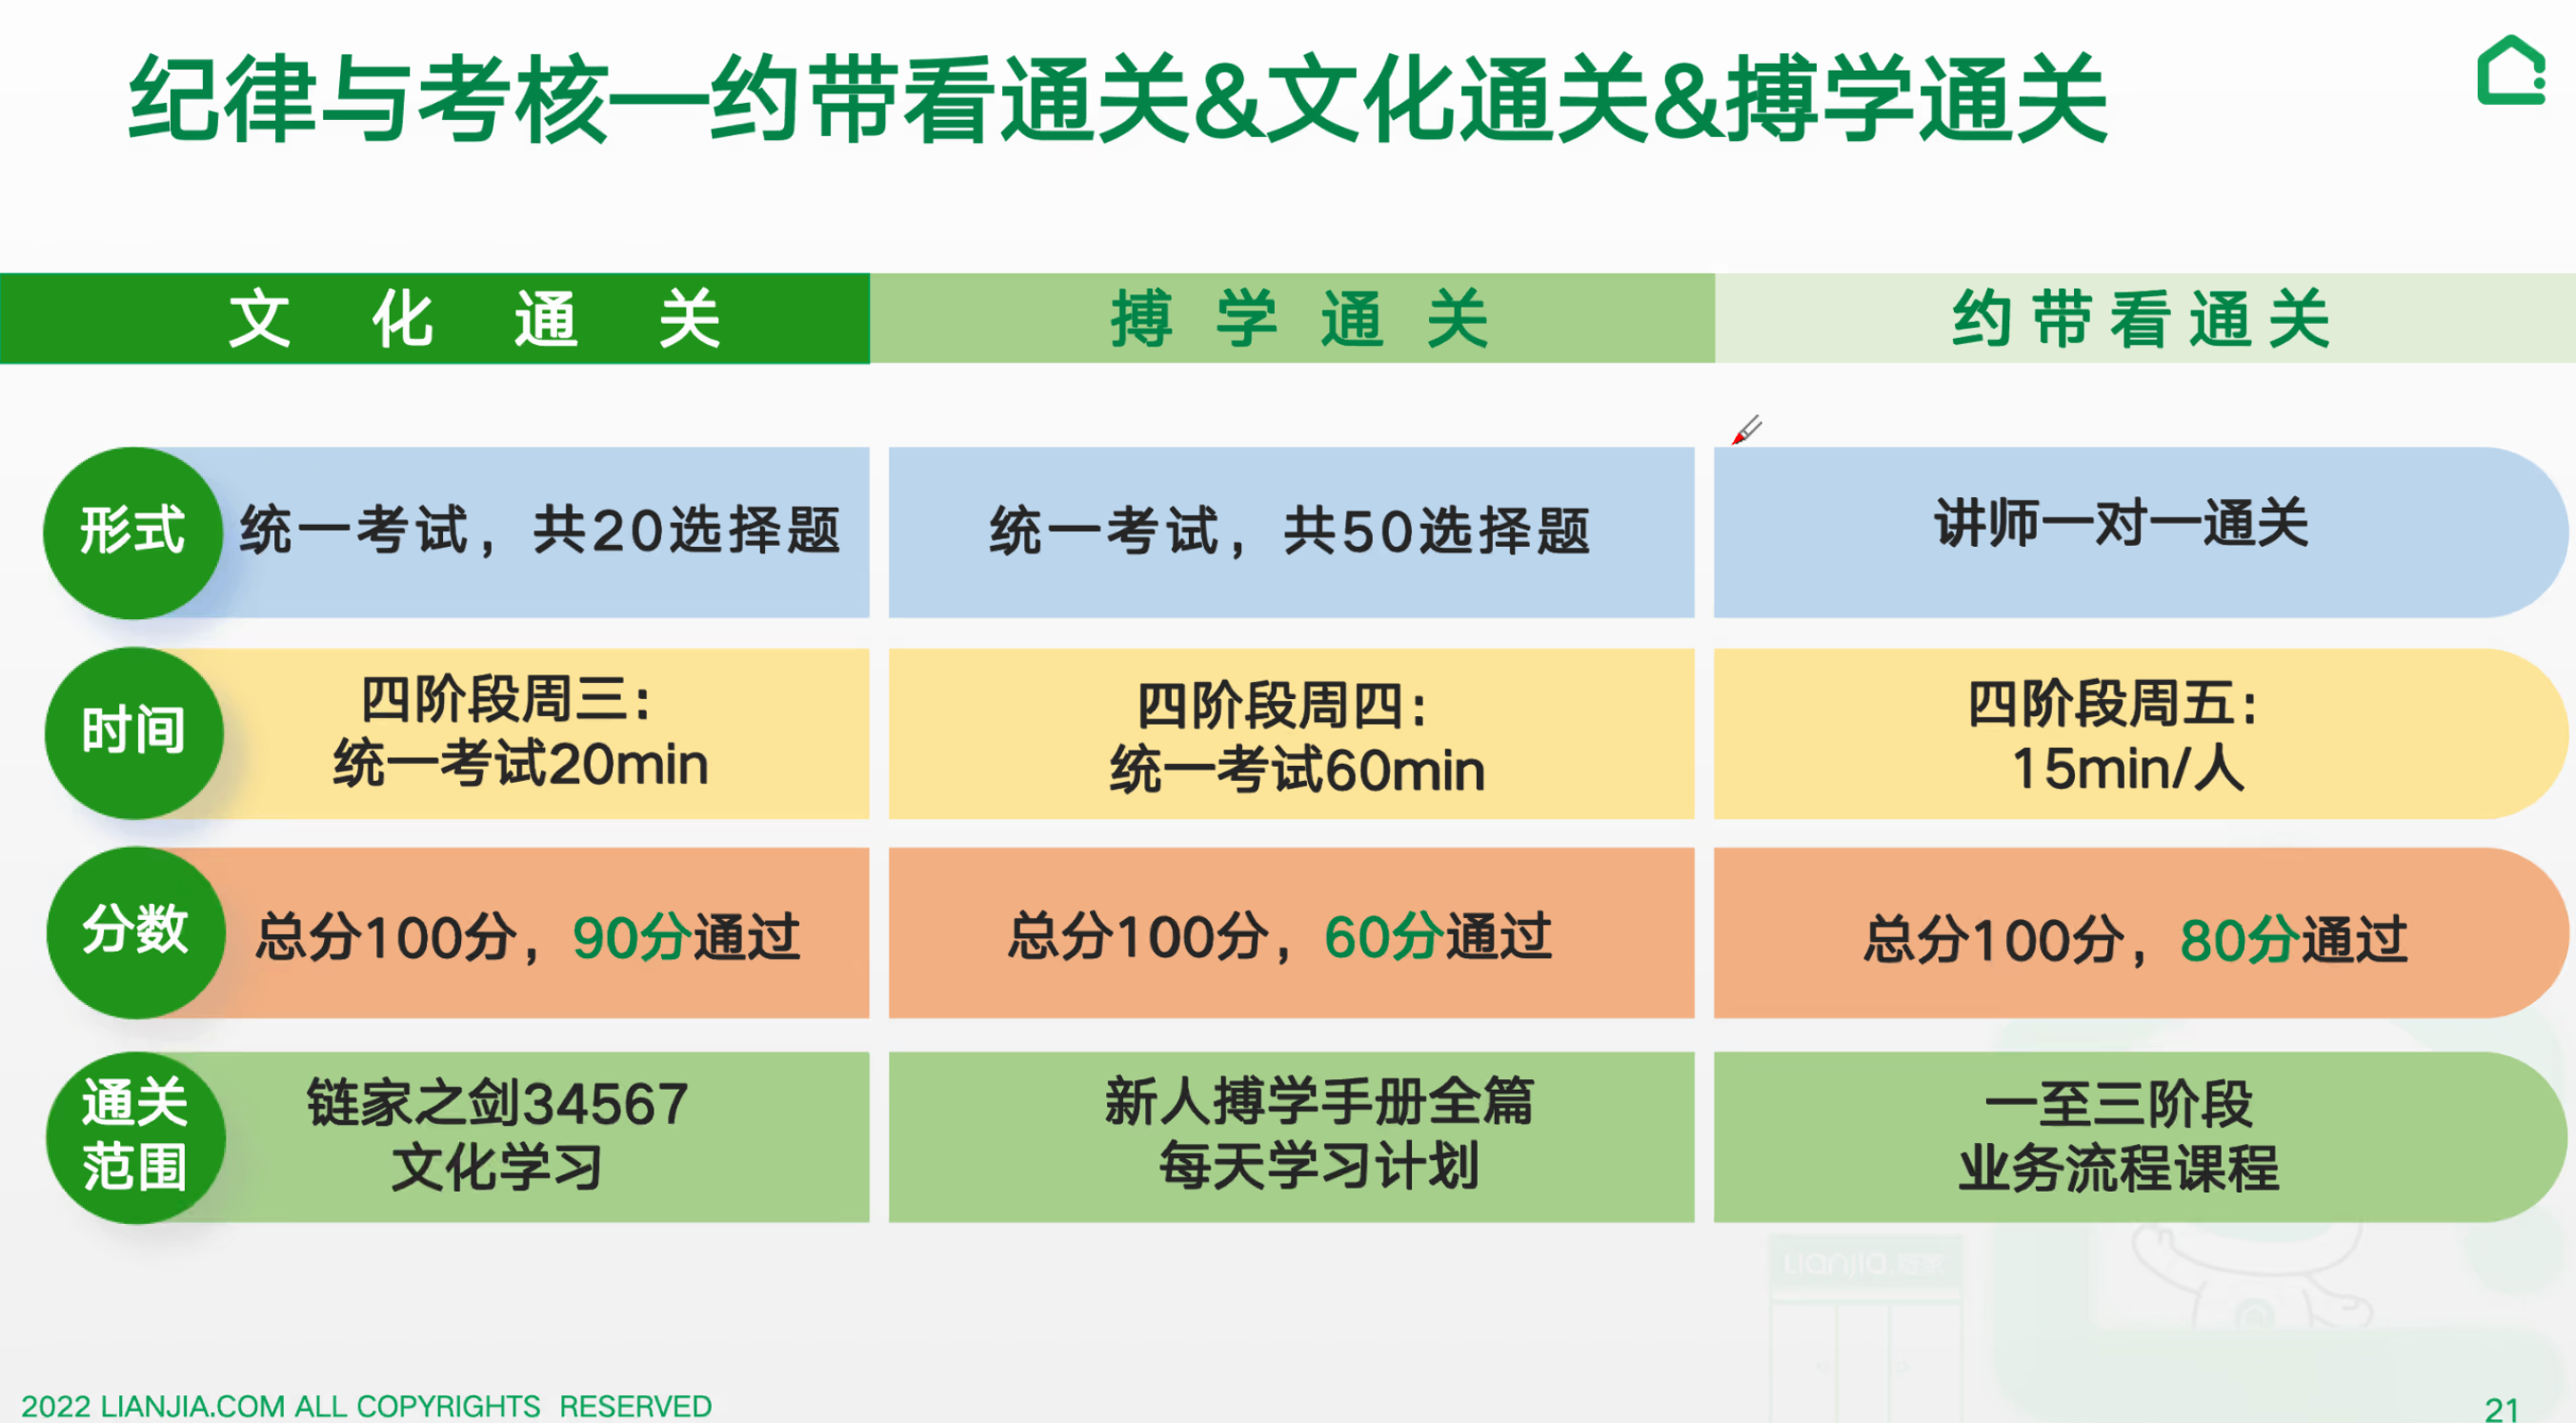 纪律与考核—约带看通关&文化通关&搏学通关
文化通关
搏学通关
约带看通关
形式
统一考试，共20选择题
统一考试，共50选择题
讲师一对一通关
时间
四阶段周三：
统一考试20min
四阶段周四：
统一考试60min
四阶段周五：
15min/人
分数
总分100分，90分通过
总分100分，60分通过
总分100分，80分通过
通关
范围
链家之剑34567
文化学习
新人搏学手册全篇
每天学习计划
一至三阶段
业务流程课程
Lianjia.链家
2022 LIANJIA.COM ALL COPYRIGHTS RESERVED
21